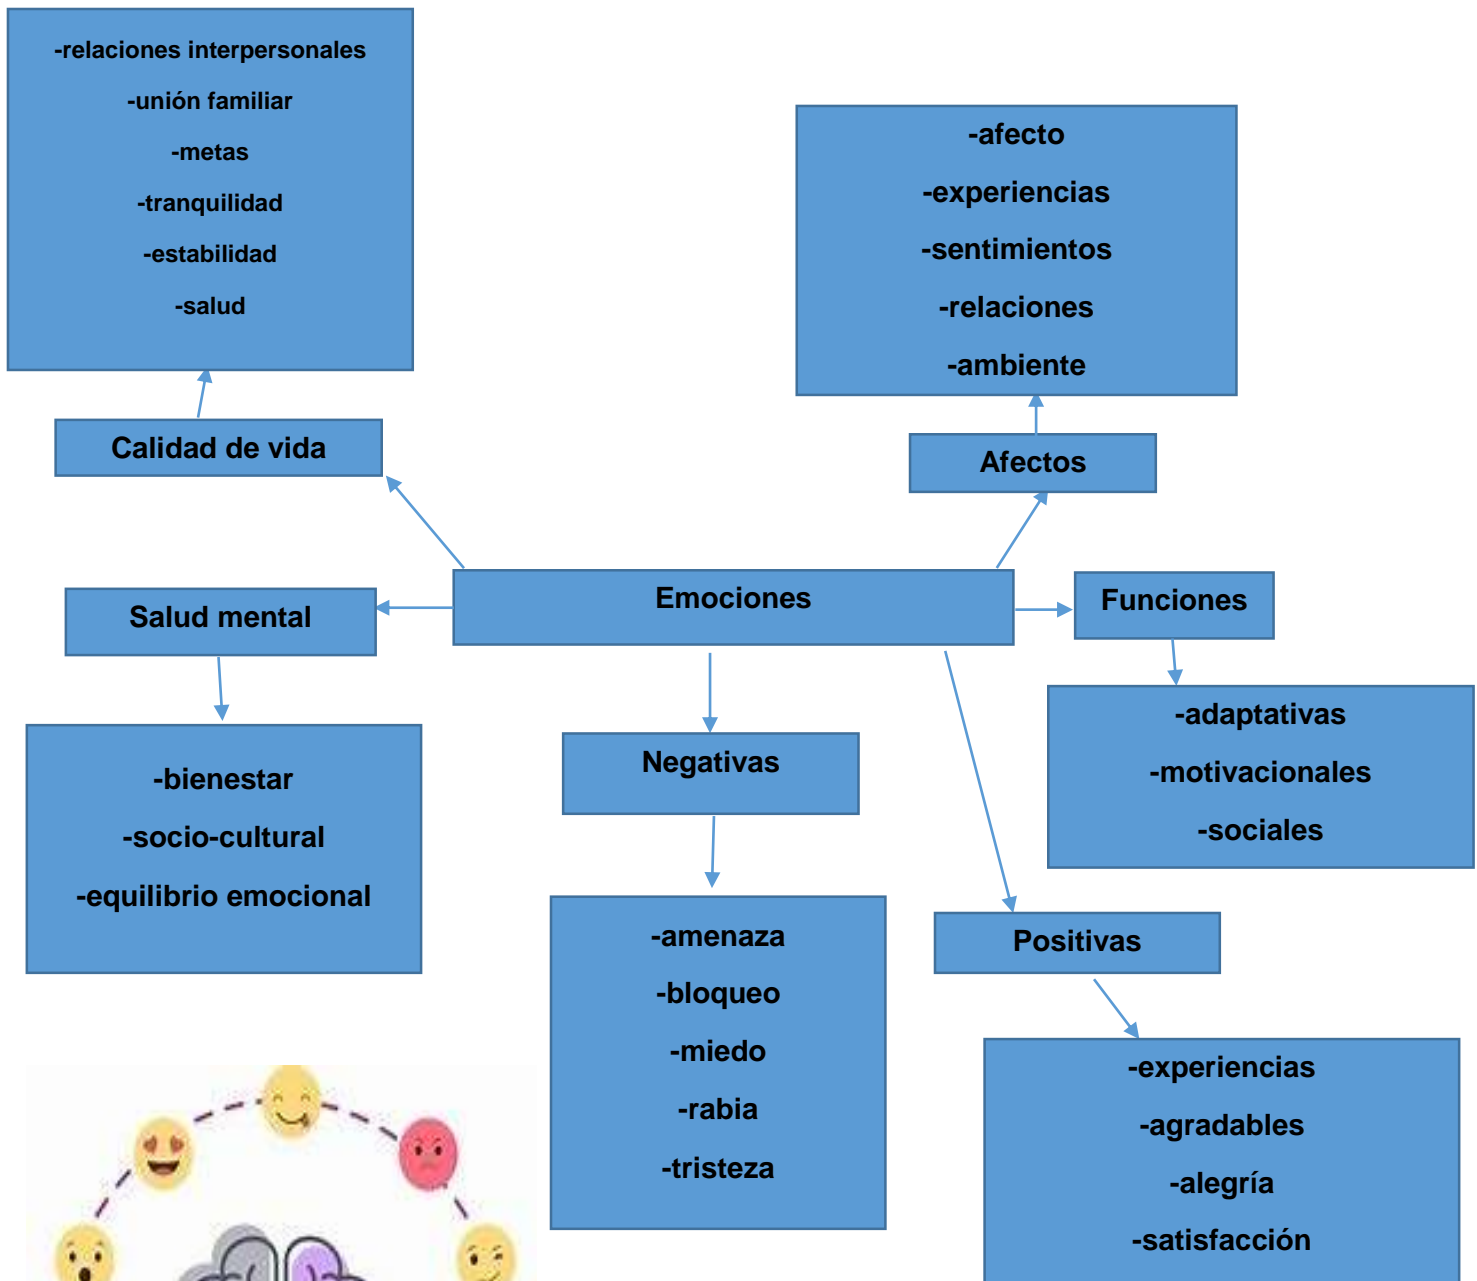 -relaciones interpersonales
-unión familiar
-metas
-tranquilidad
-estabilidad
-salud
-afecto
-experiencias
-sentimientos
-relaciones
-ambiente
Calidad de vida
Afectos
Emociones
Funciones
Salud mental
-adaptativas
-motivacionales
-sociales
-bienestar
-socio-cultural
-equilibrio emocional
Negativas
-amenaza
-bloqueo
-miedo
-rabia
-tristeza
Positivas
-experiencias
-agradables
-alegría
-satisfacción